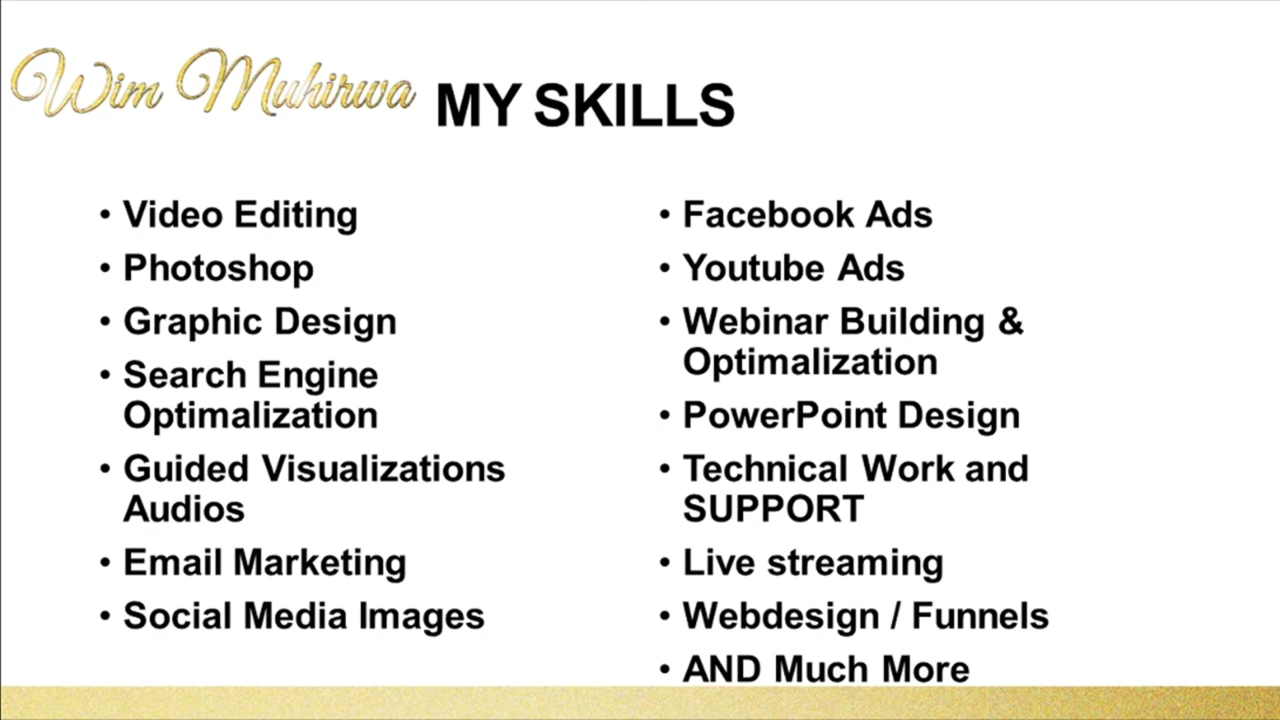 Wim Muhirwa
MY SKILLS
• Video Editing
• Photoshop
• Graphic Design
• Search Engine
Optimalization
• Guided Visualizations
Audios
• Email Marketing
• Social Media Images
• Facebook Ads
• Youtube Ads
• Webinar Building &
Optimalization
• PowerPoint Design
• Technical Work and
SUPPORT
• Live streaming
• Webdesign / Funnels
• AND Much More